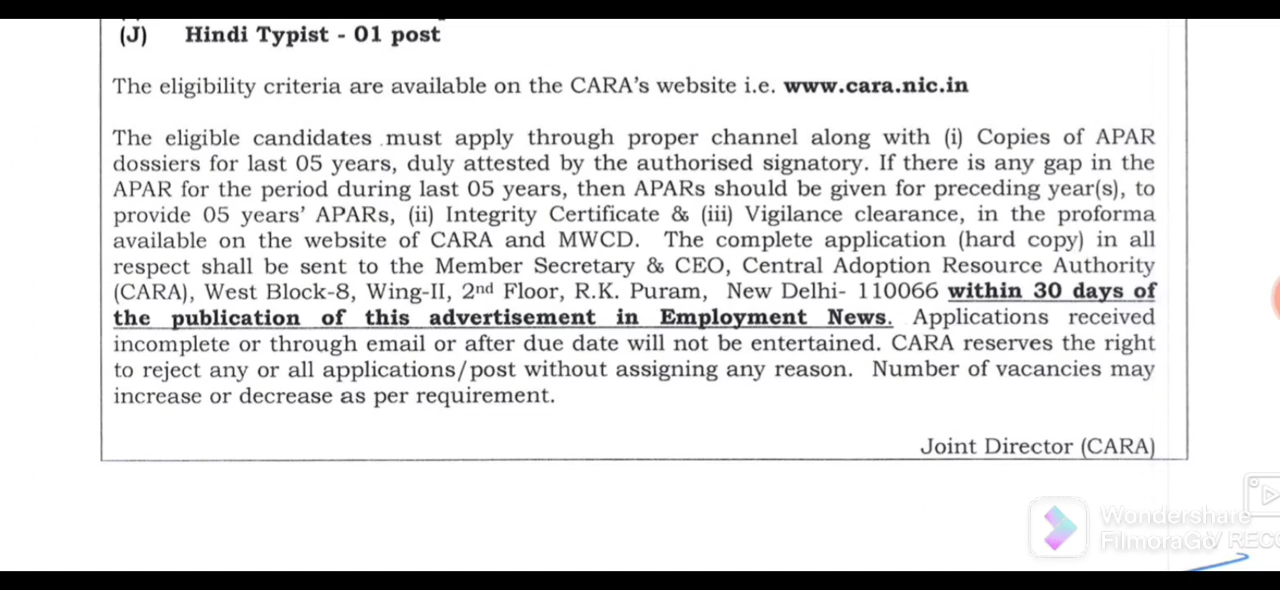 (J) Hindi Typist - 01 post
The eligibility criteria are available on the CARA's website i.e. www.cara.nic.in
The eligible candidates must apply through proper channel along with (i) Copies of APAR
dossiers for last 05 years, duly attested by the authorised signatory. If there is any gap in the
APAR for the period during last 05 years, then APARs should be given for preceding year(s), to
provide 05 years' APARs, (ii) Integrity Certificate & (iii) Vigilance clearance, in the proforma
available on the website of CARA and MWCD. The complete application (hard copy) in all
respect shall be sent to the Member Secretary & CEO, Central Adoption Resource Authority
(CARA), West Block-8, Wing-II, 2nd Floor, R.K. Puram, New Delhi- 110066 within 30 days of
the publication of this advertisement in Employment News. Applications received
incomplete or through email or after due date will not be entertained. CARA reserves the right
to reject any or all applications/post without assigning any reason. Number of vacancies may
increase or decrease as per requirement.
Joint Director (CARA)
Wondershare
FilmoraGo